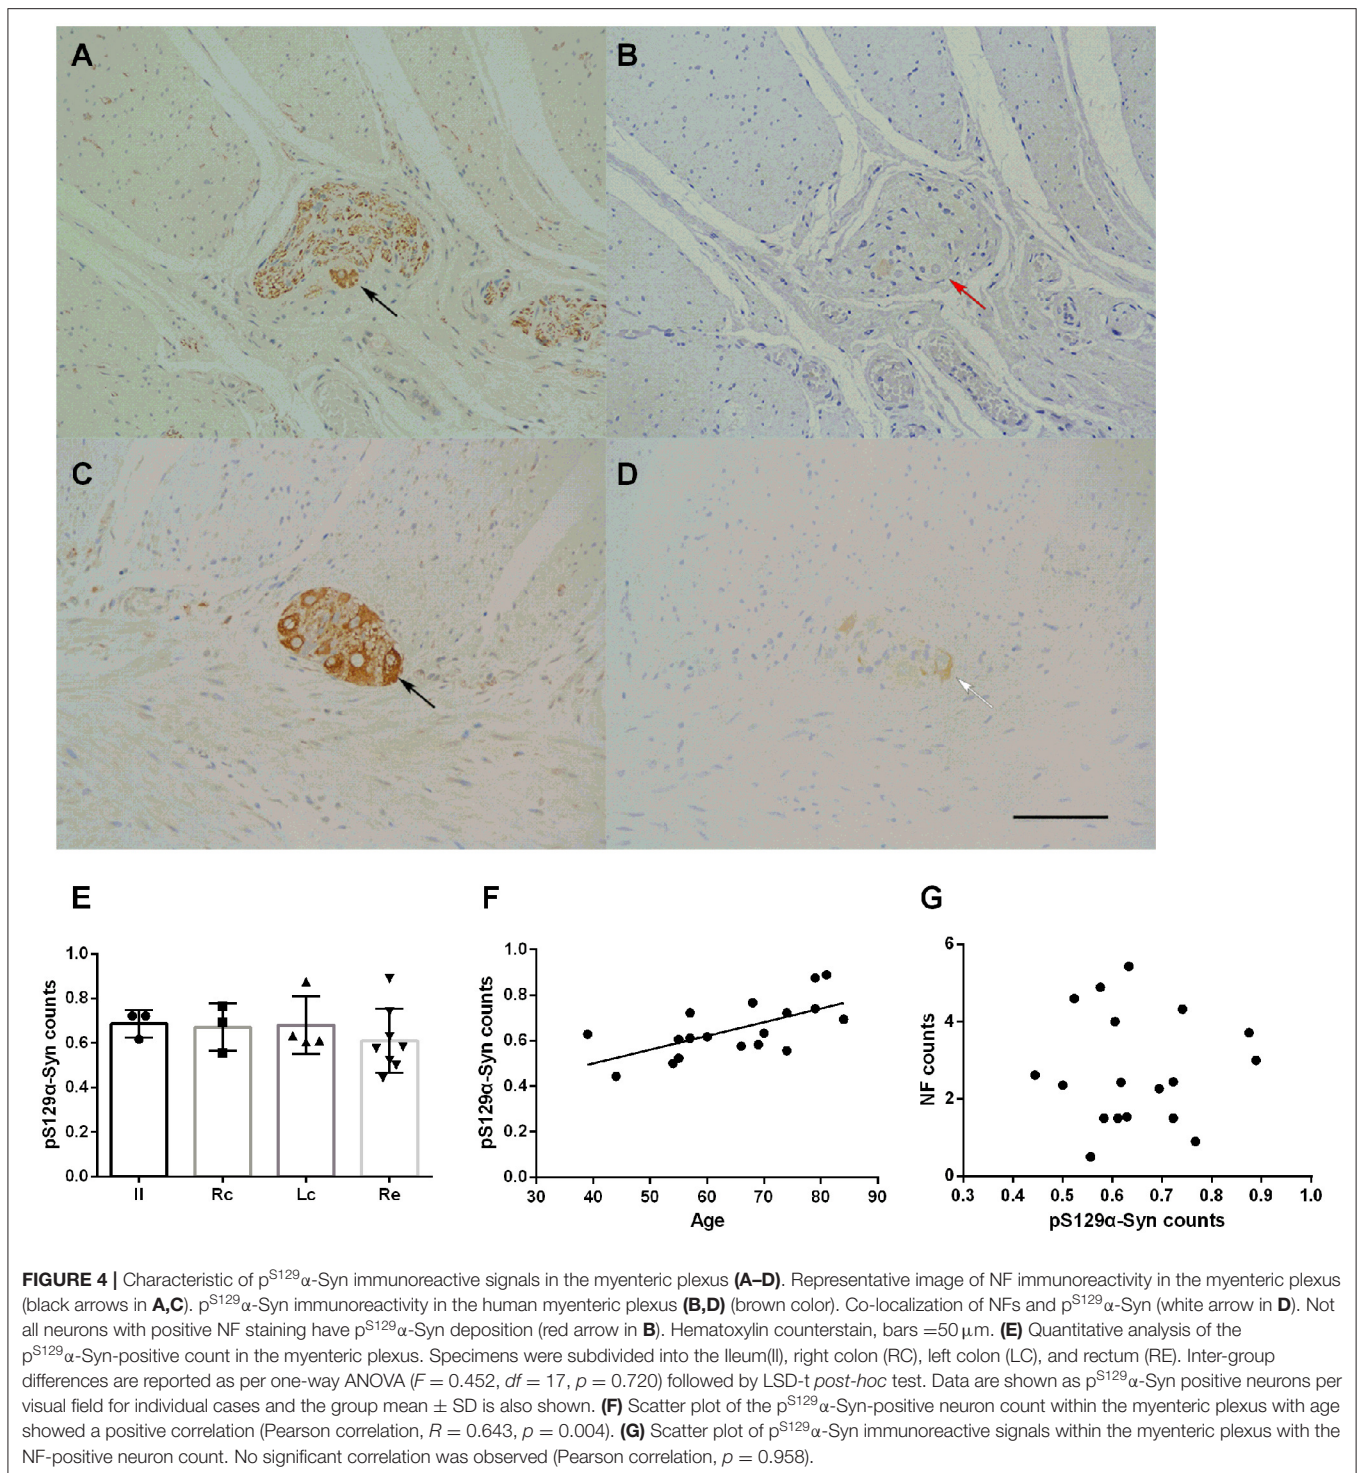 A
B
C
D
E
F
G
pS129α-Syn counts
1.0
0.8
0.6
0.4
0.2
0.0
Il
Rc
Lc
Re
pS129α-Syn counts
1.0
0.8
0.6
0.4
0.2
0.0
30
40
50
60
70
80
90
Age
NF counts
6
4
2
0
0.3
0.4
0.5
0.6
0.7
0.8
0.9
1.0
pS129α-Syn counts
FIGURE 4 | Characteristic of pS129α-Syn immunoreactive signals in the myenteric plexus (A–D). Representative image of NF immunoreactivity in the myenteric plexus
(black arrows in A,C). pS129α-Syn immunoreactivity in the human myenteric plexus (B,D) (brown color). Co-localization of NFs and pS129α-Syn (white arrow in D). Not
all neurons with positive NF staining have pS129α-Syn deposition (red arrow in B). Hematoxylin counterstain, bars =50 μm. (E) Quantitative analysis of the
pS129α-Syn-positive count in the myenteric plexus. Specimens were subdivided into the Ileum(Il), right colon (RC), left colon (LC), and rectum (RE). Inter-group
differences are reported as per one-way ANOVA (F = 0.452, df = 17, p = 0.720) followed by LSD-t post-hoc test. Data are shown as pS129α-Syn positive neurons per
visual field for individual cases and the group mean ± SD is also shown. (F) Scatter plot of the pS129α-Syn-positive neuron count within the myenteric plexus with age
showed a positive correlation (Pearson correlation, R = 0.643, p = 0.004). (G) Scatter plot of pS129α-Syn immunoreactive signals within the myenteric plexus with the
NF-positive neuron count. No significant correlation was observed (Pearson correlation, p = 0.958).